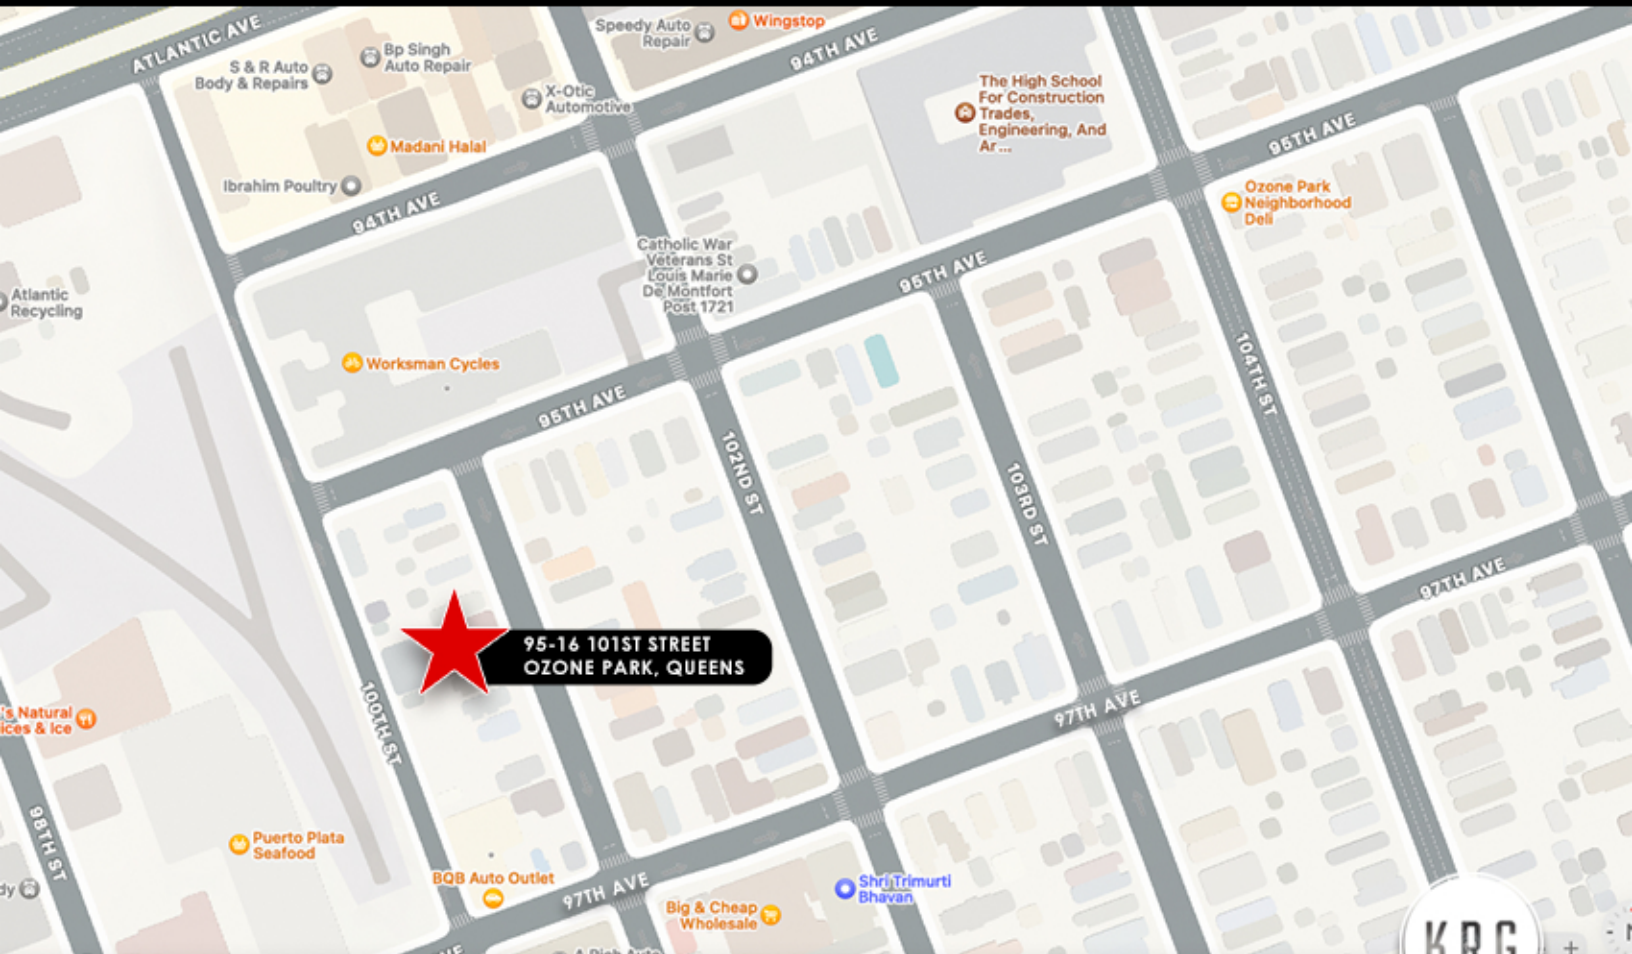 ATLANTIC AVE
S & R Auto
Body & Repairs
Bp Singh
Auto Repair
X-Otic
Automotive
Madani Halal
Ibrahim Poultry
94TH AVE
Speedy Auto
Repair
Wingstop
94TH AVE
The High School
For Construction
Trades,
Engineering, And
Ar...
95TH AVE
Ozone Park
Neighborhood
Deli
Catholic War
Veterans St
Louis Marie
De Montfort
Post 1721
95TH AVE
Atlantic
Recycling
Worksman Cycles
95TH AVE
102ND ST
103RD ST
104TH ST
97TH AVE
95-16 101ST STREET
OZONE PARK, QUEENS
100TH ST
97TH AVE
's Natural
ices & Ice
98TH ST
Puerto Plata
Seafood
BQB Auto Outlet
97TH AVE
Big & Cheap
Wholesale
Shri Trimurti
Bhavan
KRG
+